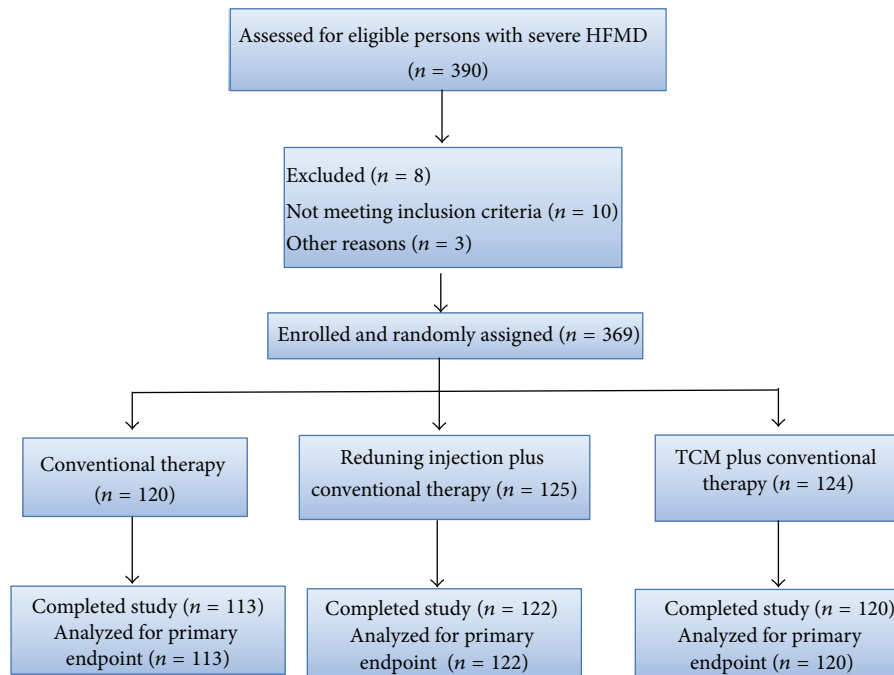 Assessed for eligible persons with severe HFMD
(n = 390)
Excluded (n = 8)
Not meeting inclusion criteria (n = 10)
Other reasons (n = 3)
Enrolled and randomly assigned (n = 369)
Conventional therapy
(n = 120)
Reduning injection plus
conventional therapy (n = 125)
TCM plus conventional
therapy (n = 124)
Completed study (n = 113)
Analyzed for primary
endpoint (n = 113)
Completed study (n = 122)
Analyzed for primary
endpoint (n = 122)
Completed study (n = 120)
Analyzed for primary
endpoint (n = 120)